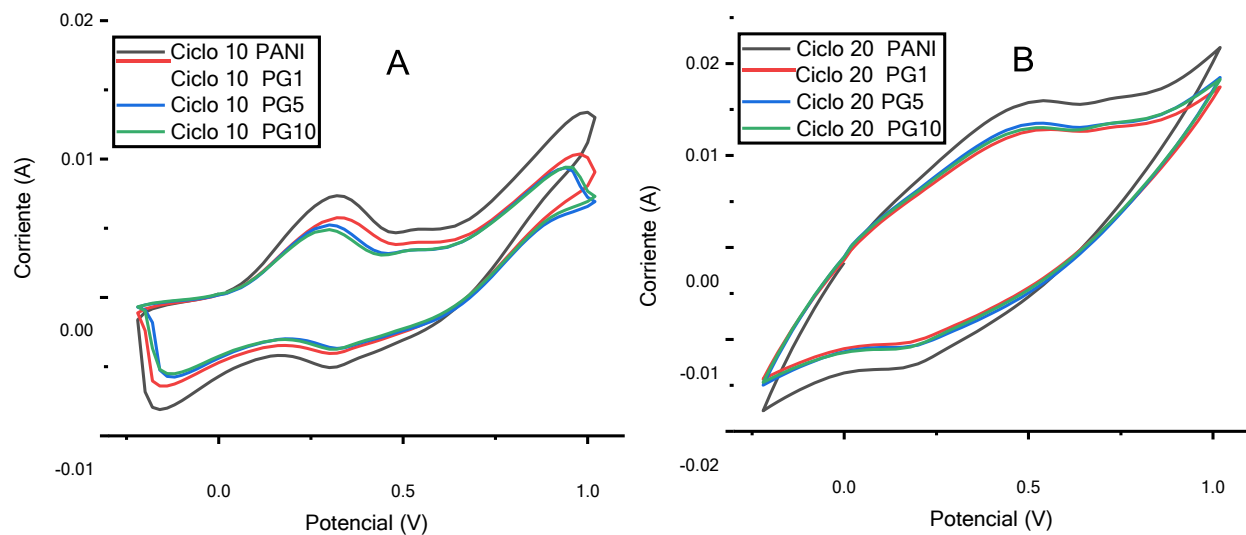 0.02
Ciclo 10 PANI
Ciclo 10 PG1
Ciclo 10 PG5
Ciclo 10 PG10
A
0.01
Corriente (A)
0.00
-0.01
0.0 0.5 1.0
Potencial (V)
Ciclo 20 PANI
Ciclo 20 PG1
Ciclo 20 PG5
Ciclo 20 PG10
B
0.02
0.01
Corriente (A)
0.00
-0.01
-0.02
0.0 0.5 1.0
Potencial (V)